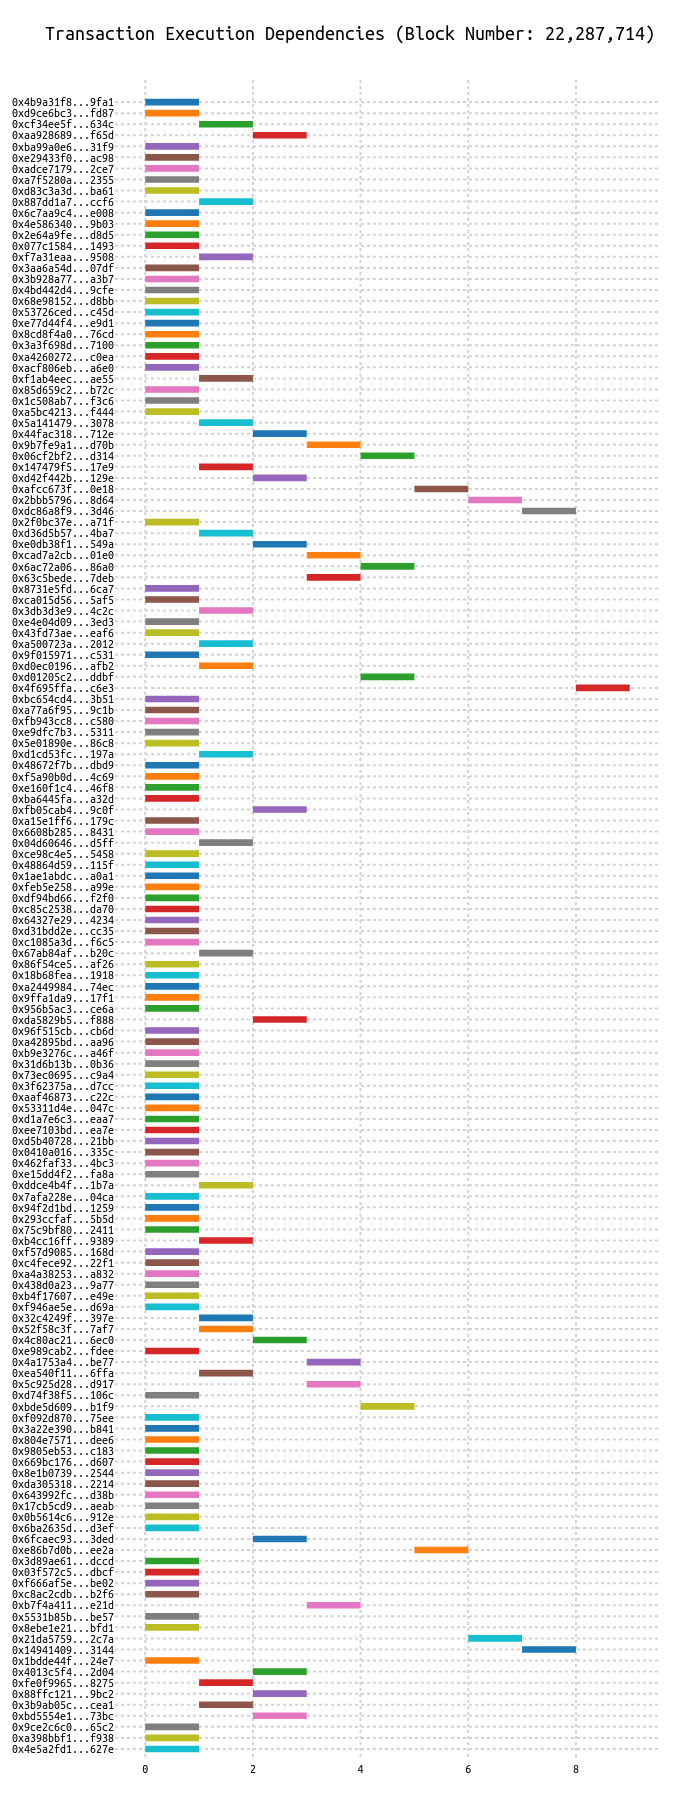 Transaction Execution Dependencies (Block Number: 22,287,714)
0x4b9a31f8...9fa1
0xd9ce6bc3...fd87
0xcf34ee5f...634c
0xaa928689...f65d
0xba99a0e6...31f9
0xe29433f0...ac98
0xadce7179...2ce7
0xa7f5280a...2355
0xd83c3a3d...ba61
0x887dd1a7...ccf6
0x6c7aa9c4...e008
0x4e586340...9b03
0x2e64a9fe...d8d5
0x077c1584...1493
0xf7a31eaa...9508
0x3aa6a54d...07df
0x3b928a77...a3b7
0x4bd442d4...9cfe
0x68e98152...d8bb
0x53726ced...c45d
0xe77d44f4...e9d1
0x8cd8f4a0...76cd
0x3a3f698d...7100
0xa4260272...c0ea
0xacf806eb...a6e0
0xf1ab4eec...ae55
0x85d659c2...b72c
0x1c508ab7...f3c6
0xa5bc4213...f444
0x5a141479...3078
0x44fac318...712e
0x9b7fe9a1...d70b
0x06cf2bf2...d314
0x147479f5...17e9
0xd42f442b...129e
0xafcc673f...0e18
0x2bbb5796...8d64
0xdc86a8f9...3d46
0x2f0bc37e...a71f
0xd36d5b57...4ba7
0xe0db38f1...549a
0xcad7a2cb...01e0
0x6ac72a06...86a0
0x63c5bede...7deb
0x8731e5fd...6ca7
0xca015d56...5af5
0x3db3d3e9...4c2c
0xe4e04d09...3ed3
0x43fd73ae...eaf6
0xa500723a...2012
0x9f015971...c531
0xd0ec0196...afb2
0xd01205c2...ddbf
0x4f695ffa...c6e3
0xbc654cd4...3b51
0xa77a6f95...9c1b
0xfb943cc8...c580
0xe9dfc7b3...5311
0x5e01890e...86c8
0xd1cd53fc...197a
0x48672f7b...dbd9
0xf5a90b0d...4c69
0xe160f1c4...46f8
0xba6445fa...a32d
0xfb05cab4...9c0f
0xa15e1ff6...179c
0x6608b285...8431
0x04d60646...d5ff
0xce98c4e5...5458
0x48864d59...115f
0x1ae1abdc...a0a1
0xfeb5e258...a99e
0xdf94bd66...f2f0
0xc85c2538...da70
0x64327e29...4234
0xd31bdd2e...cc35
0xc1085a3d...f6c5
0x67ab84af...b20c
0x86f54ce5...af26
0x18b68fea...1918
0xa2449984...74ec
0x9ffa1da9...17f1
0x956b5ac3...ce6a
0xda5829b5...f888
0x96f515cb...cb6d
0xa42895bd...aa96
0xb9e3276c...a46f
0x31d6b13b...0b36
0x73ec0695...c9a4
0x3f62375a...d7cc
0xaaf46873...c22c
0x53311d4e...047c
0xd1a7e6c3...eaa7
0xee7103bd...ea7e
0xd5b40728...21bb
0x0410a016...335c
0x462faf33...4bc3
0xe15dd4f2...fa8a
0xddce4b4f...1b7a
0x7afa228e...04ca
0x94f2d1bd...1259
0x293ccfaf...5b5d
0x75c9bf80...2411
0xb4cc16ff...9389
0xf57d9085...168d
0xc4fece92...22f1
0xa4a38253...a832
0x438d0a23...9a77
0xb4f17607...e49e
0xf946ae5e...d69a
0x32c4249f...397e
0x52f58c3f...7af7
0x4c80ac21...6ec0
0xe989cab2...fdee
0x4a1753a4...be77
0xea540f11...6ffa
0x5c925d28...d917
0xd74f38f5...106c
0xbde5d609...b1f9
0xf092d870...75ee
0x3a22e390...b841
0x804e7571...dee6
0x9805eb53...c183
0x669bc176...d607
0x8e1b0739...2544
0xda305318...2214
0x643992fc...d38b
0x17cb5cd9...aeab
0x0b5614c6...912e
0x6ba2635d...d3ef
0x6fcaec93...3ded
0xe86b7d0b...ee2a
0x3d89ae61...dccd
0x03f572c5...dbcf
0xf666af5e...be02
0xc8ac2cdb...b2f6
0xb7f4a411...e21d
0x5531b85b...be57
0x8ebe1e21...bfd1
0x21da5759...2c7a
0x14941409...3144
0x1bdde44f...24e7
0x4013c5f4...2d04
0xfe0f9965...8275
0x88ffc121...9bc2
0x3b9ab05c...cea1
0xbd5554e1...73bc
0x9ce2c6c0...65c2
0xa398bbf1...f938
0x4e5a2fd1...627e
0 2 4 6 8